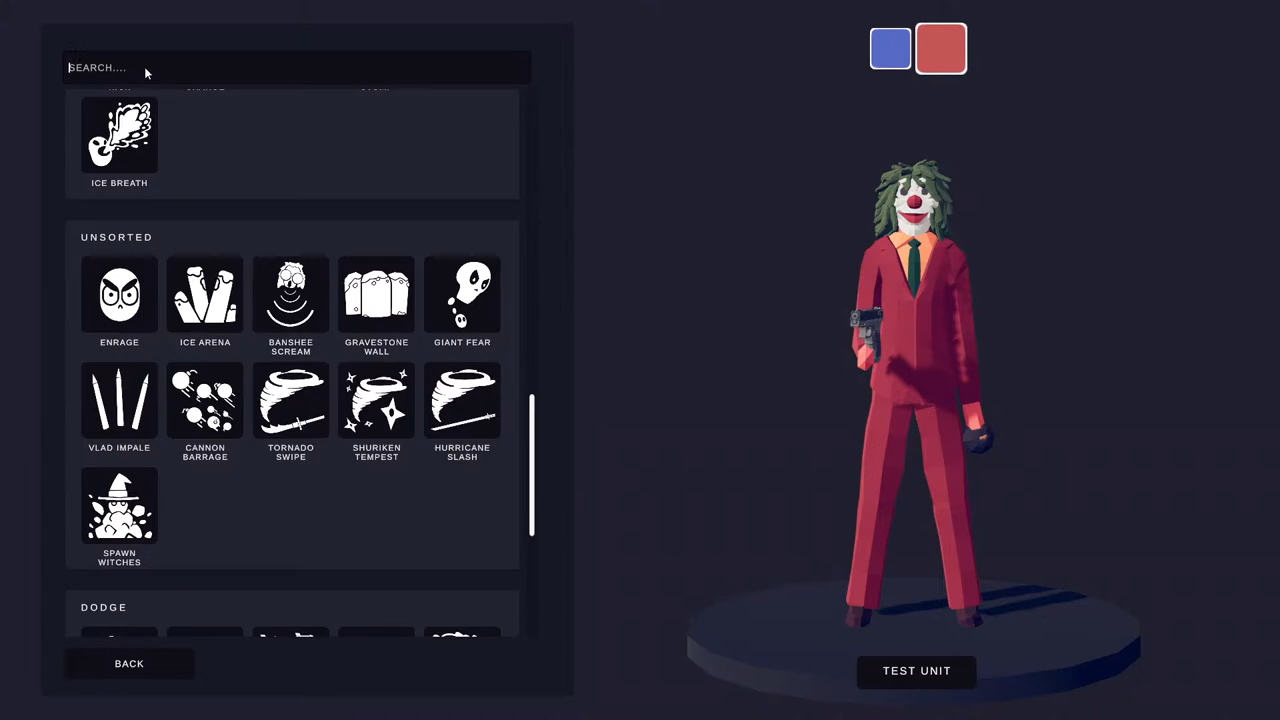 SEARCH....
ICE BREATH
UNSORTED
ENRAGE
ICE ARENA
BANSHEE
SCREAM
GRAVESTONE
WALL
GIANT FEAR
VLAD IMPALE
CANNON
BARRAGE
TORNADO
SWIPE
SHURIKEN
TEMPEST
HURRICANE
SLASH
SPAWN
WITCHES
DODGE
BACK
TEST UNIT